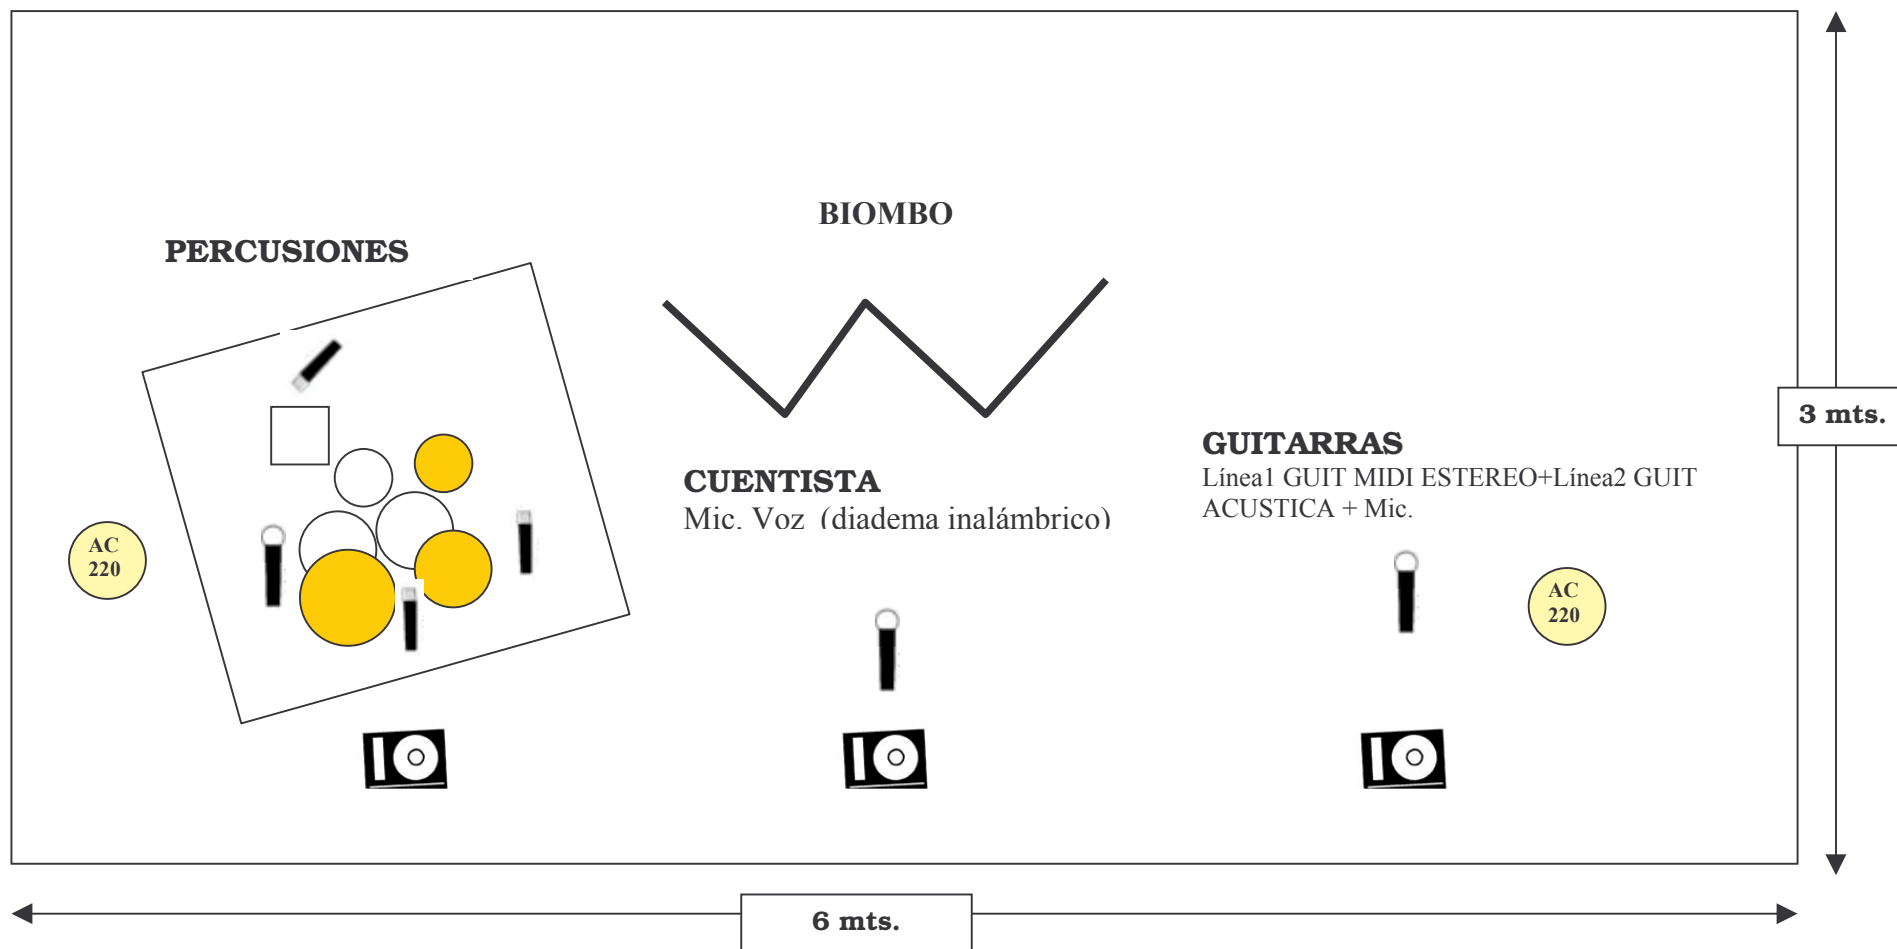 BIOMBO
PERCUSIONES
3 mts.
GUITARRAS
Línea1 GUIT MIDI ESTEREO+Línea2 GUIT
ACUSTICA + Mic.
CUENTISTA
Mic. Voz (diadema inalámbrico)
AC
220
AC
220
6 mts.